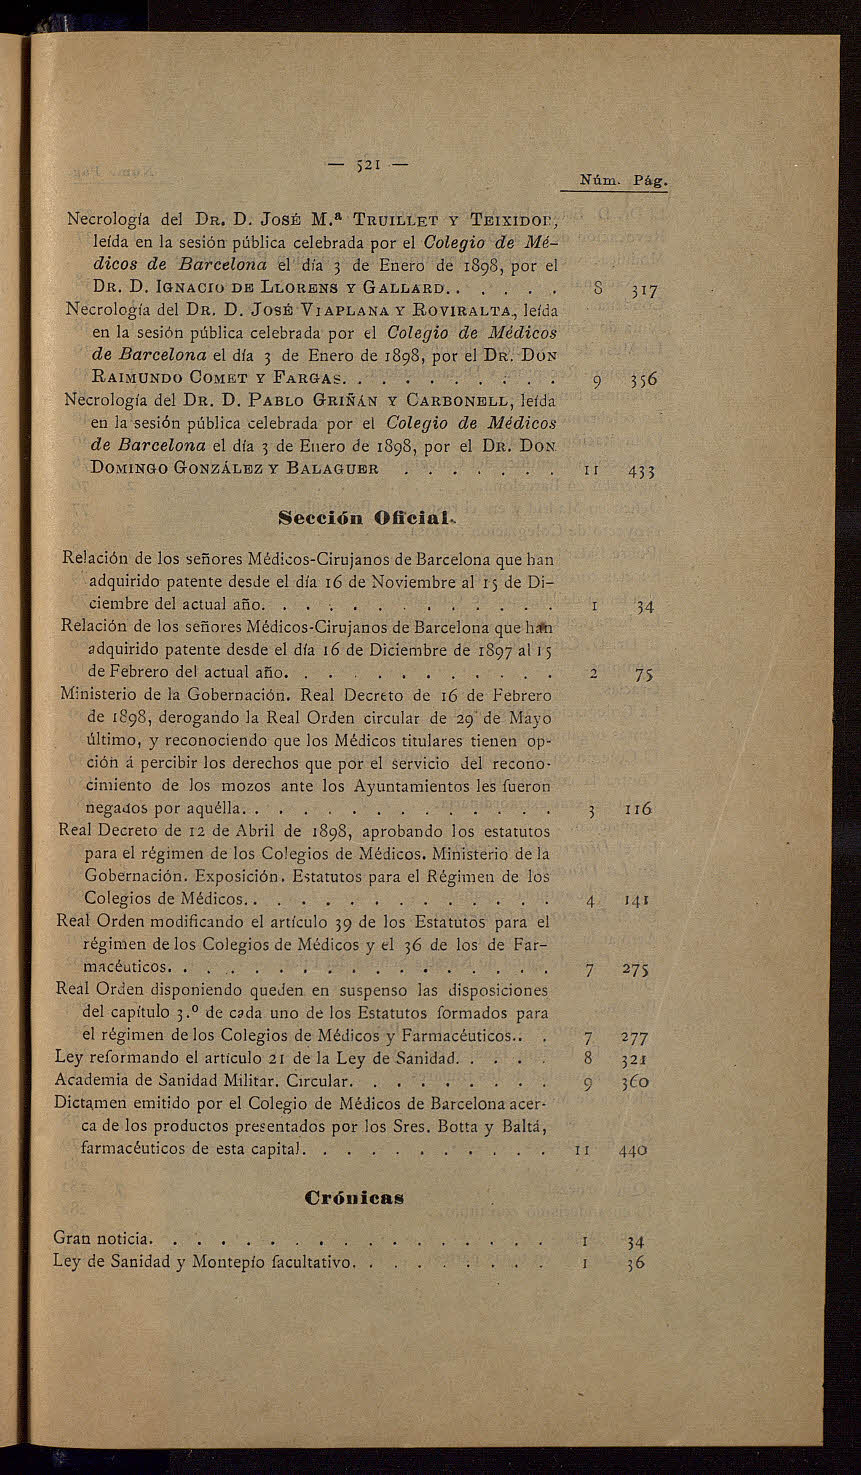 — 521 —
Núm. Pág.
Necrología del Dr. D. José M.ª Truillet y Teixidor,
leída en la sesión pública celebrada por el Colegio de Mé-
dicos de Barcelona el día 3 de Enero de 1898, por el
Dr. D. Ignacio de Llorens y Gallard. . . . . . 8 317
Necrología del Dr. D. José Viaplana y Roviralta, leída
en la sesión pública celebrada por el Colegio de Médicos
de Barcelona el día 3 de Enero de 1898, por el Dr. Don
Raimundo Comet y Fargas. . . . . . . . . . 9 356
Necrología del Dr. D. Pablo Griñán y Carbonell, leída
en la sesión pública celebrada por el Colegio de Médicos
de Barcelona el día 3 de Enero de 1898, por el Dr. Don
Domingo González y Balaguer . . . . . . . 11 433
Sección Oficial.
Relación de los señores Médicos-Cirujanos de Barcelona que han
adquirido patente desde el día 16 de Noviembre al 15 de Di-
ciembre del actual año. . . . . . . . . . . . . 1 34
Relación de los señores Médicos-Cirujanos de Barcelona que han
adquirido patente desde el día 16 de Diciembre de 1897 al 15
de Febrero del actual año. . . . . . . . . . . . 2 75
Ministerio de la Gobernación. Real Decreto de 16 de Febrero
de 1898, derogando la Real Orden circular de 29 de Mayo
último, y reconociendo que los Médicos titulares tienen op-
ción á percibir los derechos que por el servicio del recono-
cimiento de los mozos ante los Ayuntamientos les fueron
negados por aquélla. . . . . . . . . . . . . . 3 116
Real Decreto de 12 de Abril de 1898, aprobando los estatutos
para el régimen de los Colegios de Médicos. Ministerio de la
Gobernación. Exposición. Estatutos para el Régimen de los
Colegios de Médicos. . . . . . . . . . . . . . 4 141
Real Orden modificando el artículo 39 de los Estatutos para el
régimen de los Colegios de Médicos y el 36 de los de Far-
macéuticos. . . . . . . . . . . . . . . . . 7 275
Real Orden disponiendo queden en suspenso las disposiciones
del capítulo 3.º de cada uno de los Estatutos formados para
el régimen de los Colegios de Médicos y Farmacéuticos. . . 7 277
Ley reformando el artículo 21 de la Ley de Sanidad. . . . . 8 321
Academia de Sanidad Militar. Circular. . . . . . . . . 9 360
Dictamen emitido por el Colegio de Médicos de Barcelona acer-
ca de los productos presentados por los Sres. Botta y Baltá,
farmacéuticos de esta capital. . . . . . . . . . . 11 440
Crónicas
Gran noticia. . . . . . . . . . . . . . . . . 1 34
Ley de Sanidad y Montepío facultativo. . . . . . . . . 1 36